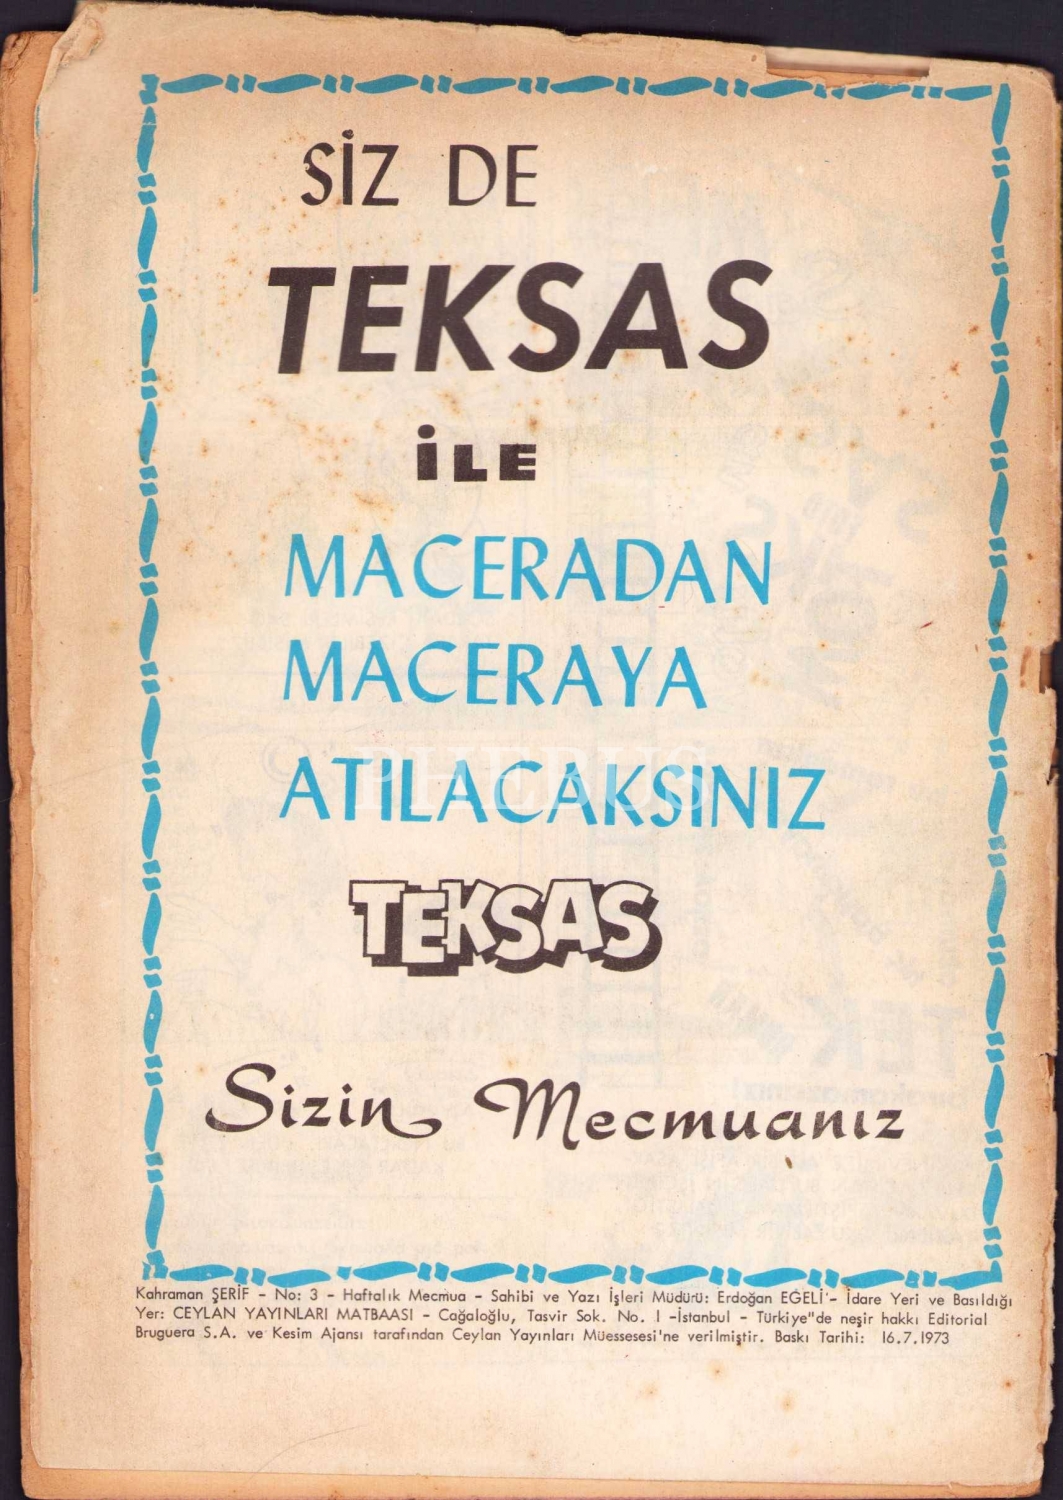 SİZ DE
TEKSAS
İLE
MACERADAN
MACERAYA
ATILACAKSINIZ
PHEBUS
TEKSAS
Sizin Mecmuanız
Kahraman ŞERİF - No: 3 - Haftalık Mecmua - Sahibi ve Yazı İşleri Müdürü: Erdoğan EĞELİ - İdare Yeri ve Basıldığı
Yer: CEYLAN YAYINLARI MATBAASI - Cağaloğlu, Tasvir Sok. No. 1 -İstanbul - Türkiye"de neşir hakkı Editorial
Bruguera S.A. ve Kesim Ajansı tarafından Ceylan Yayınları Müessesesi'ne verilmiştir. Baskı Tarihi: 16.7.1973